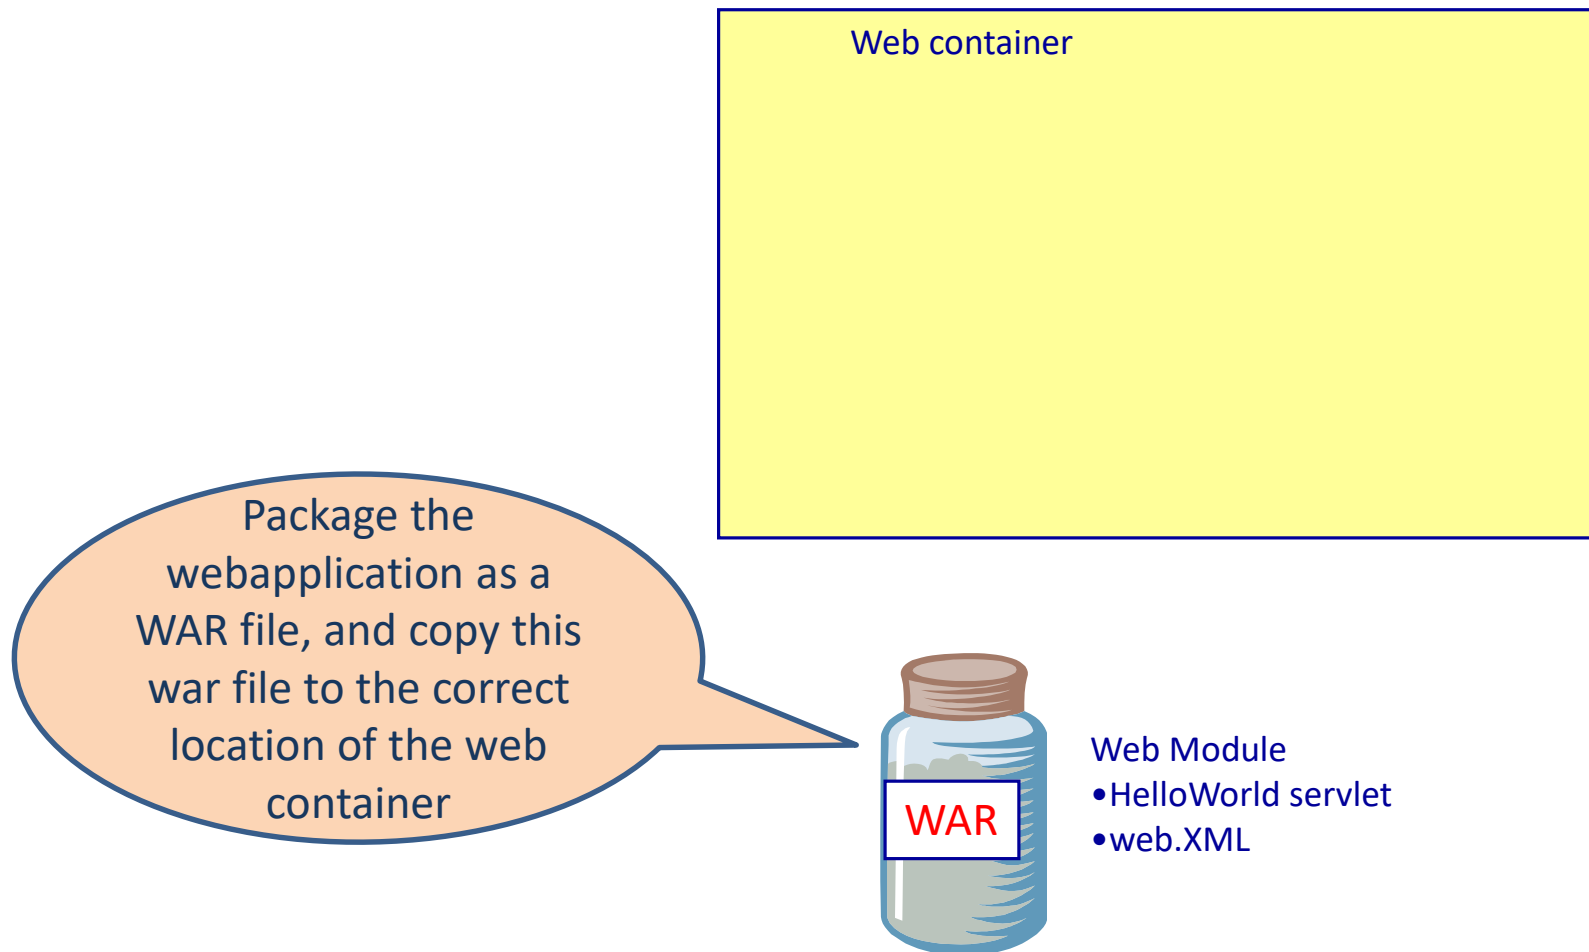 Web container
Package the
webapplication as a
WAR file, and copy this
war file to the correct
location of the web
container
WAR
Web Module
•HelloWorld servlet
•web.XML